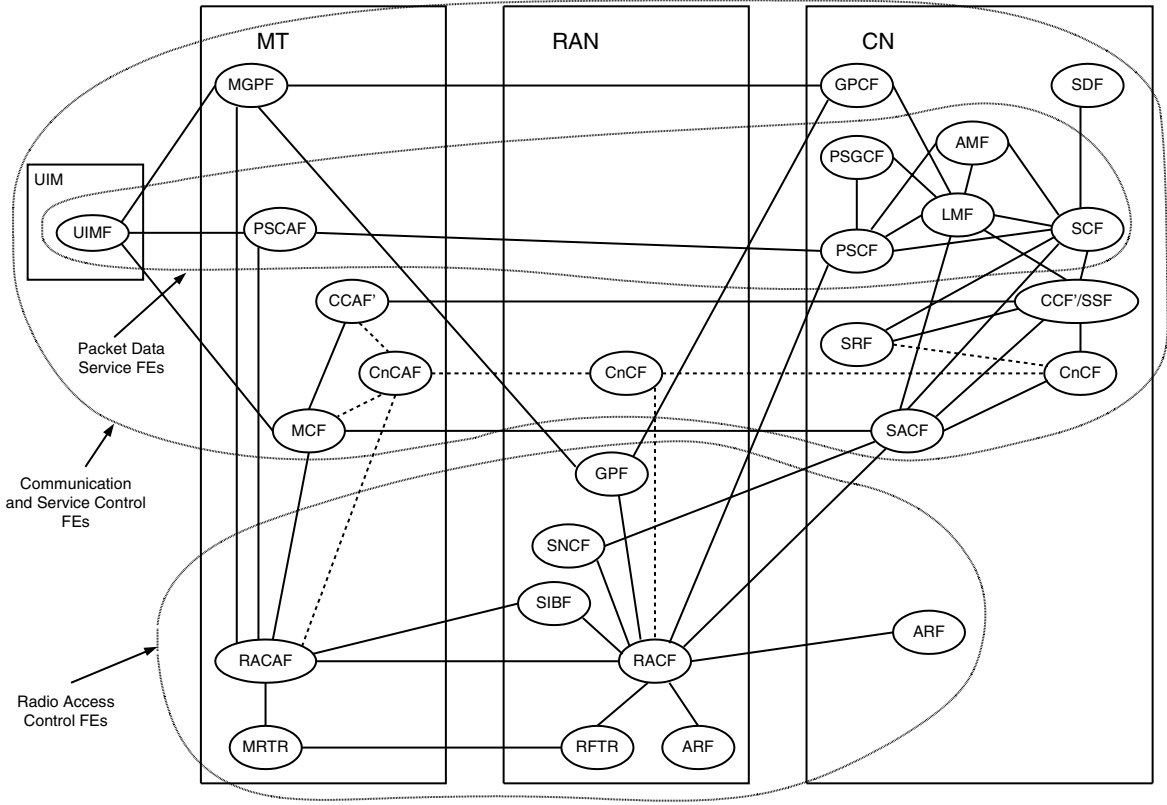 MT
RAN
CN
MGPF
GPCF
SDF
AMF
PSGCF
UIM
LMF
UIMF
PSCAF
PSCF
SCF
CCAF'
CCF'/SSF
Packet Data
Service FEs
SRF
CnCAF
CnCF
CnCF
MCF
SACF
GPF
Communication
and Service Control
FEs
SNCF
SIBF
ARF
RACAF
RACF
Radio Access
Control FEs
MRTR
RFTR
ARF